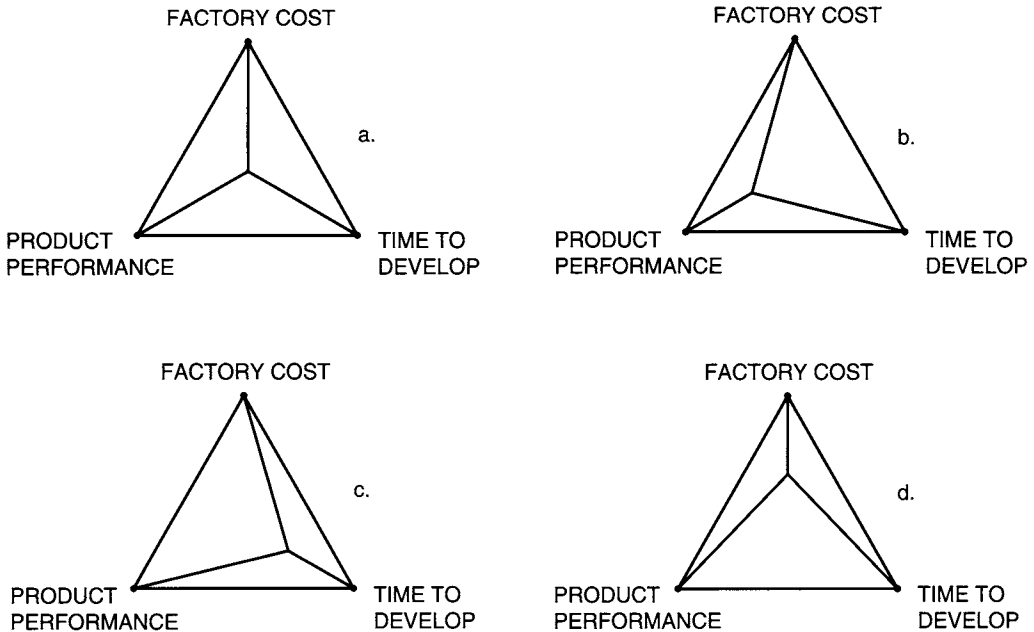 FACTORY COST
a.
PRODUCT
PERFORMANCE
TIME TO
DEVELOP
FACTORY COST
b.
PRODUCT
PERFORMANCE
TIME TO
DEVELOP
FACTORY COST
c.
PRODUCT
PERFORMANCE
TIME TO
DEVELOP
FACTORY COST
d.
PRODUCT
PERFORMANCE
TIME TO
DEVELOP